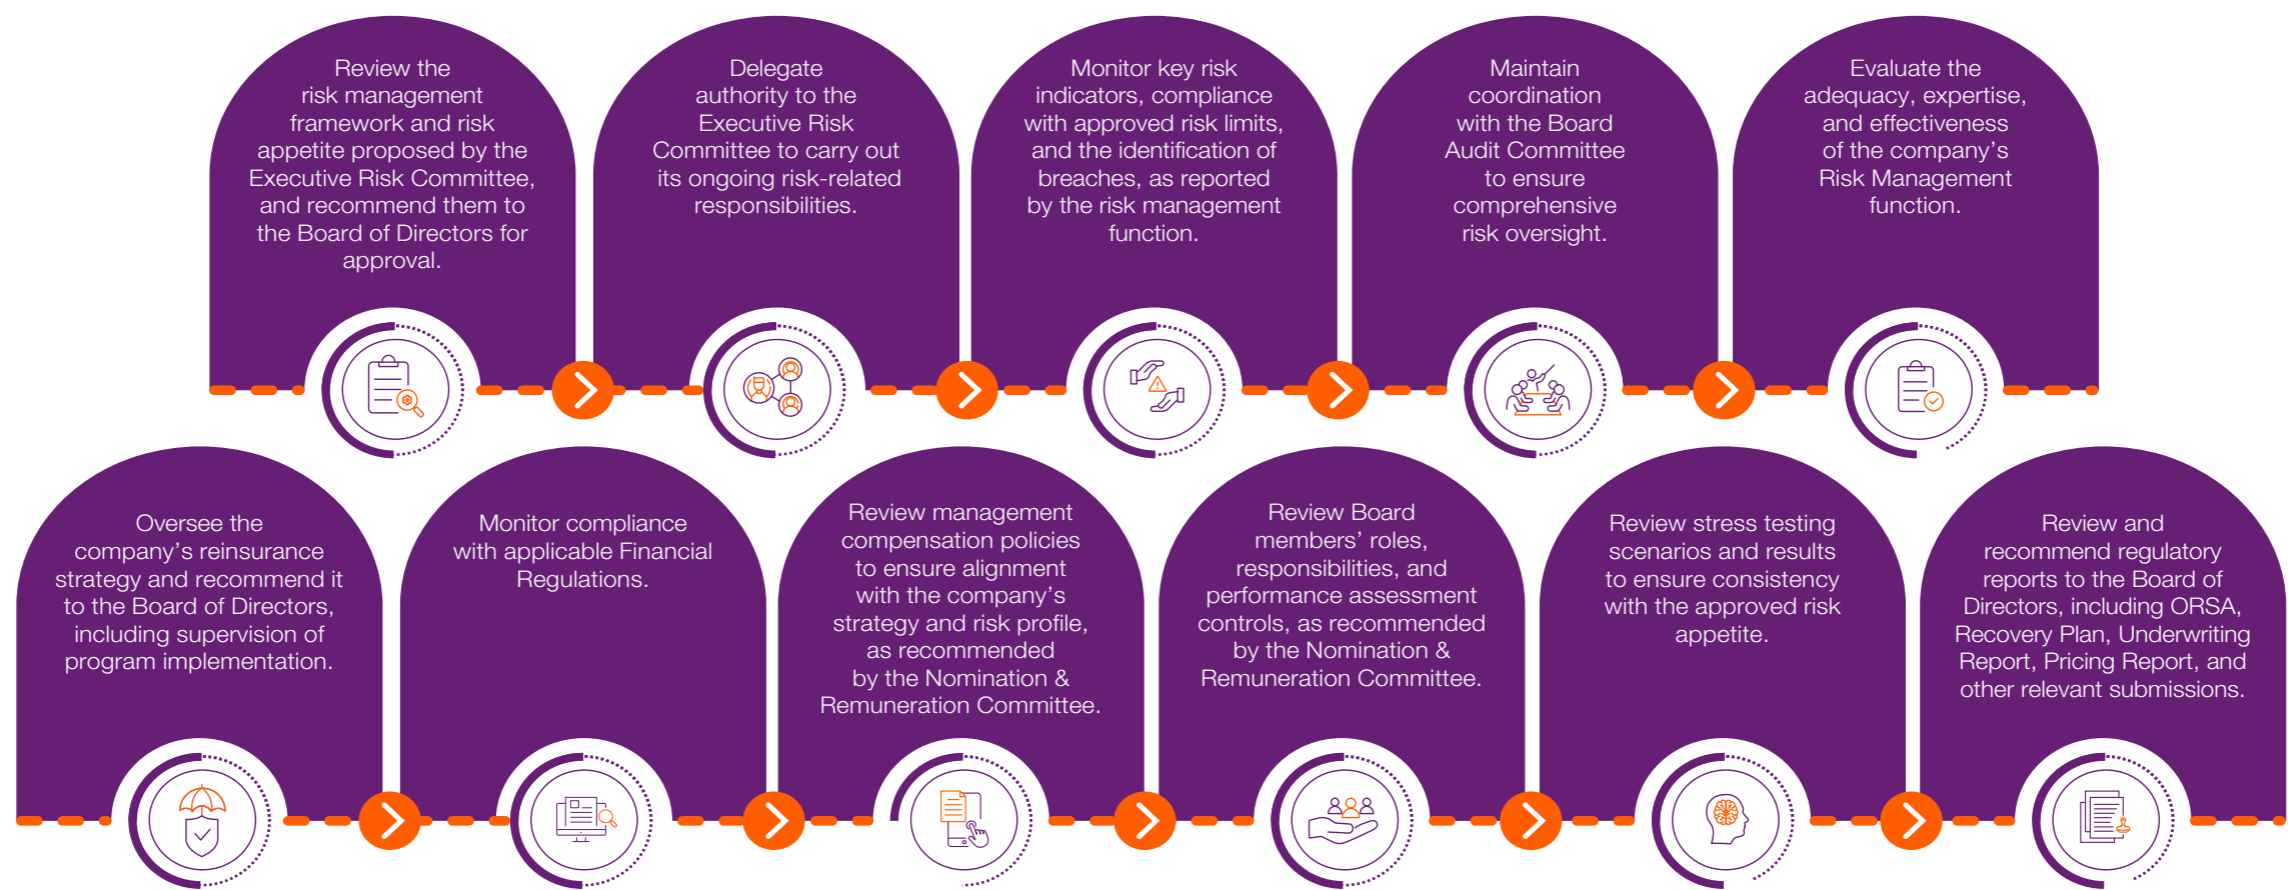 Review the
risk management
framework and risk
appetite proposed by the
Executive Risk Committee,
and recommend them to
the Board of Directors for
approval.
Delegate
authority to the
Executive Risk
Committee to carry out
its ongoing risk-related
responsibilities.
Monitor key risk
indicators, compliance
with approved risk limits,
and the identification of
breaches, as reported
by the risk management
function.
Maintain
coordination
with the Board
Audit Committee
to ensure
comprehensive
risk oversight.
Evaluate the
adequacy, expertise,
and effectiveness
of the company’s
Risk Management
function.
Oversee the
company’s reinsurance
strategy and recommend it
to the Board of Directors,
including supervision of
program implementation.
Monitor compliance
with applicable Financial
Regulations.
Review management
compensation policies
to ensure alignment
with the company’s
strategy and risk profile,
as recommended
by the Nomination &
Remuneration Committee.
Review Board
members’ roles,
responsibilities, and
performance assessment
controls, as recommended
by the Nomination &
Remuneration Committee.
Review stress testing
scenarios and results
to ensure consistency
with the approved risk
appetite.
Review and
recommend regulatory
reports to the Board of
Directors, including ORSA,
Recovery Plan, Underwriting
Report, Pricing Report, and
other relevant submissions.